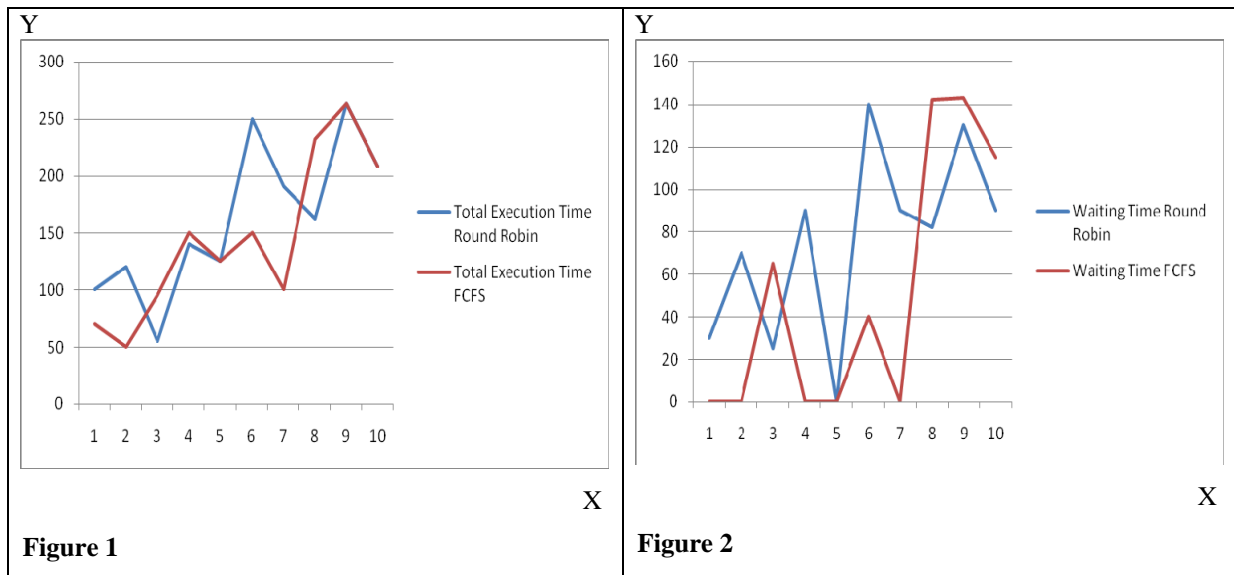 Y
300
250
200
150
100
50
0
1 2 3 4 5 6 7 8 9 10
Total Execution Time
Round Robin
Total Execution Time
FCFS
X
Figure 1
Y
160
140
120
100
80
60
40
20
0
1 2 3 4 5 6 7 8 9 10
Waiting Time Round
Robin
Waiting Time FCFS
X
Figure 2